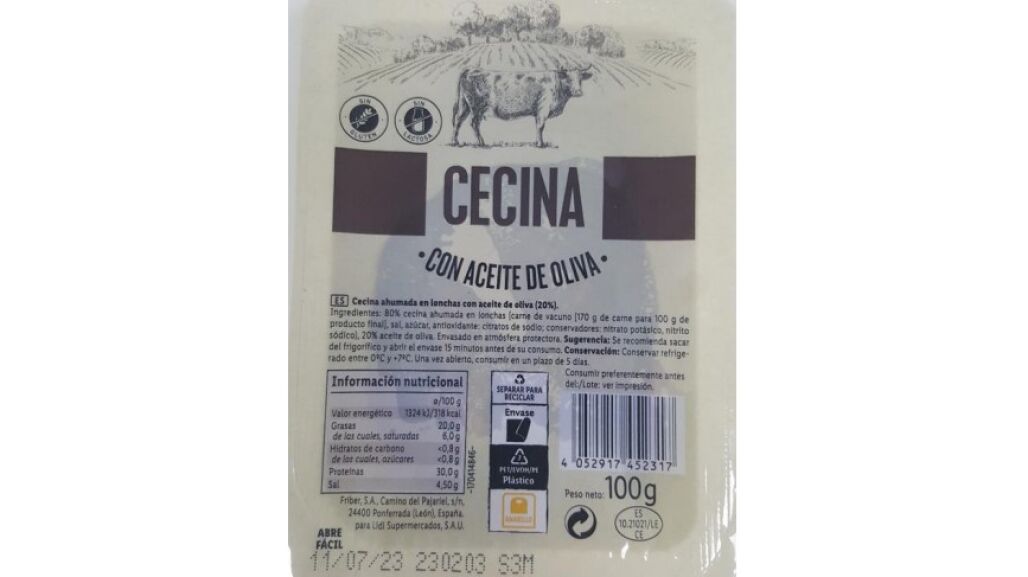 SIN GLUTEN
SIN LACTOSA
CECINA
• CON ACEITE DE OLIVA •
ES Cecina ahumada en lonchas con aceite de oliva (20%).
Ingredientes: 80% cecina ahumada en lonchas [carne de vacuno (170 g de carne para 100 g de
producto final), sal, azúcar, antioxidante: citratos de sodio; conservadores: nitrato potásico, nitrito
sódico], 20% aceite de oliva. Envasado en atmósfera protectora. Sugerencia: Se recomienda sacar
del frigorífico y abrir el envase 15 minutos antes de su consumo. Conservación: Conservar refrige-
rado entre 0ºC y +7ºC. Una vez abierto, consumir en un plazo de 5 días.
Consumir preferentemente antes
del:/Lote: ver impresión.
Información nutricional
ø/100 g
Valor energético 1324 kJ/318 kcal
Grasas 20,0 g
de las cuales, saturadas 6,0 g
Hidratos de carbono <0,8 g
de los cuales, azúcares <0,8 g
Proteínas 30,0 g
Sal 4,50 g
-170414846-
SEPARAR PARA
RECICLAR
Envase
PET/EVOH/PE
Plástico
AMARILLO
4 052917 452317
Peso neto: 100g
ES
10.21021/LE
CE
Friber, S.A., Camino del Pajariel, s/n,
24400 Ponferrada (León), España,
para Lidl Supermercados, S.A.U.
ABRE
FÁCIL
11/07/23 230203 S3M